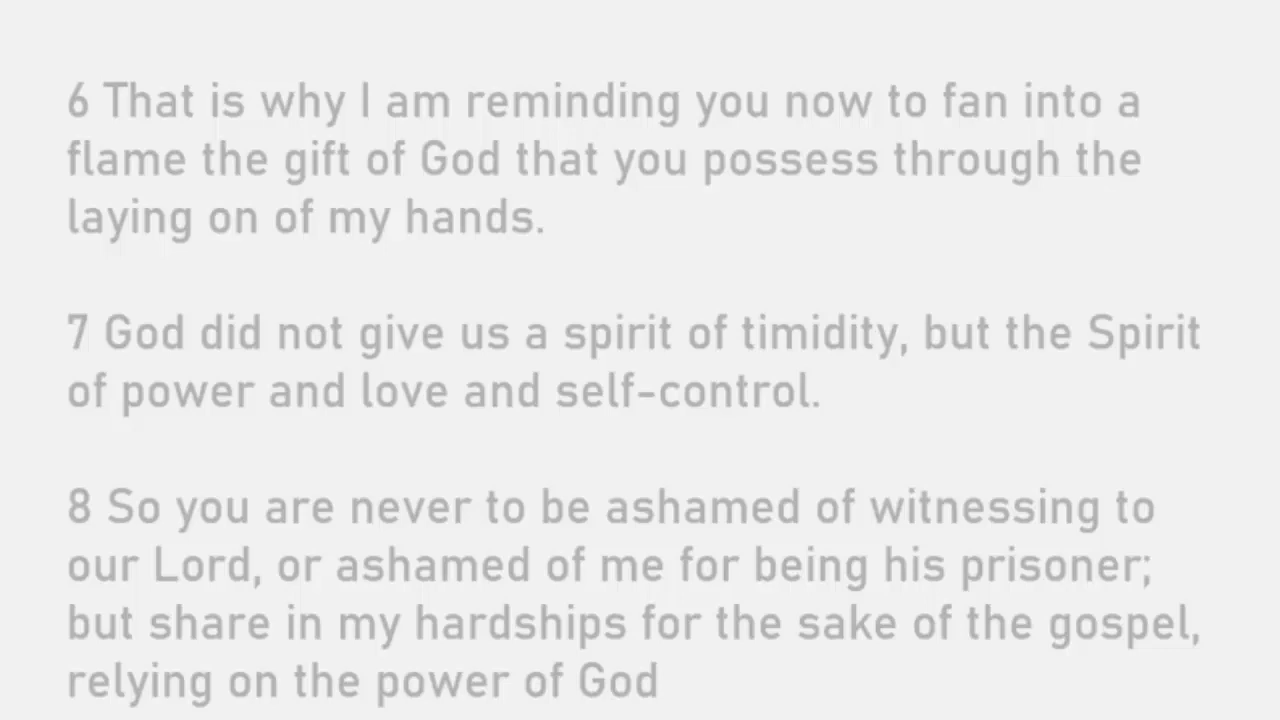 6 That is why I am reminding you now to fan into a
flame the gift of God that you possess through the
laying on of my hands.
7 God did not give us a spirit of timidity, but the Spirit
of power and love and self-control.
8 So you are never to be ashamed of witnessing to
our Lord, or ashamed of me for being his prisoner;
but share in my hardships for the sake of the gospel,
relying on the power of God